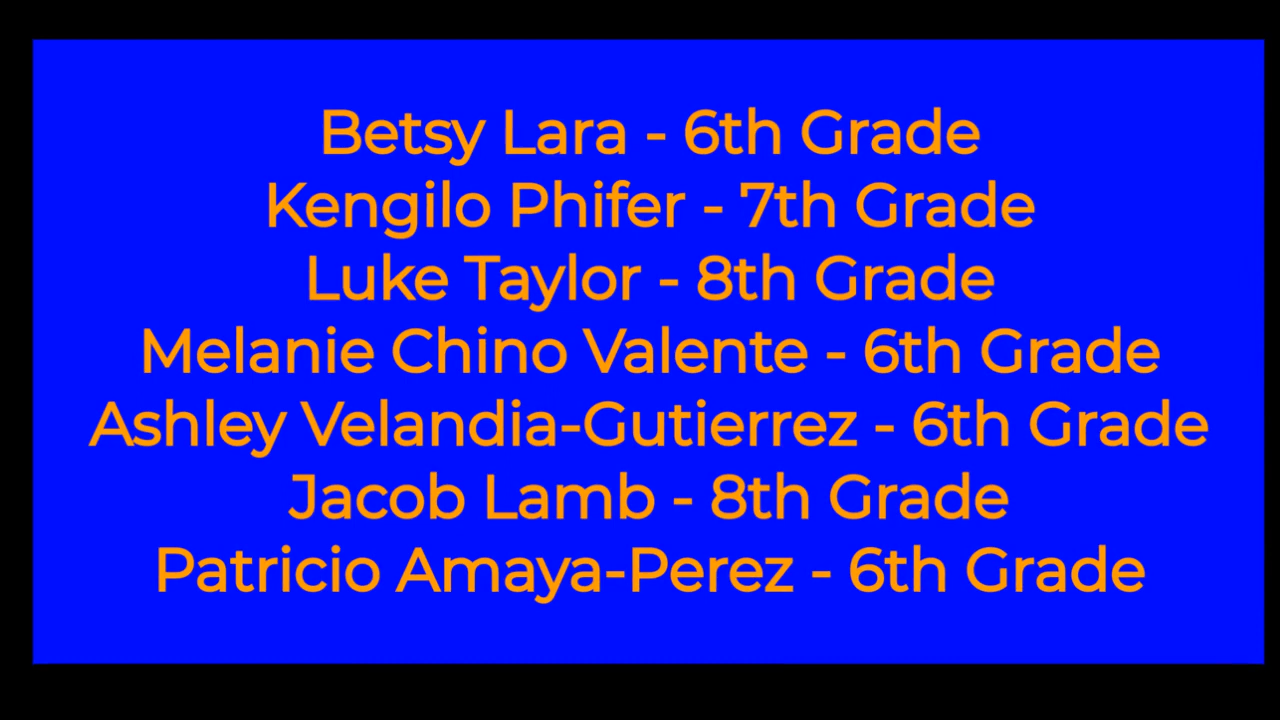 Betsy Lara - 6th Grade
Kengilo Phifer - 7th Grade
Luke Taylor - 8th Grade
Melanie Chino Valente - 6th Grade
Ashley Velandia-Gutierrez - 6th Grade
Jacob Lamb - 8th Grade
Patricio Amaya-Perez - 6th Grade